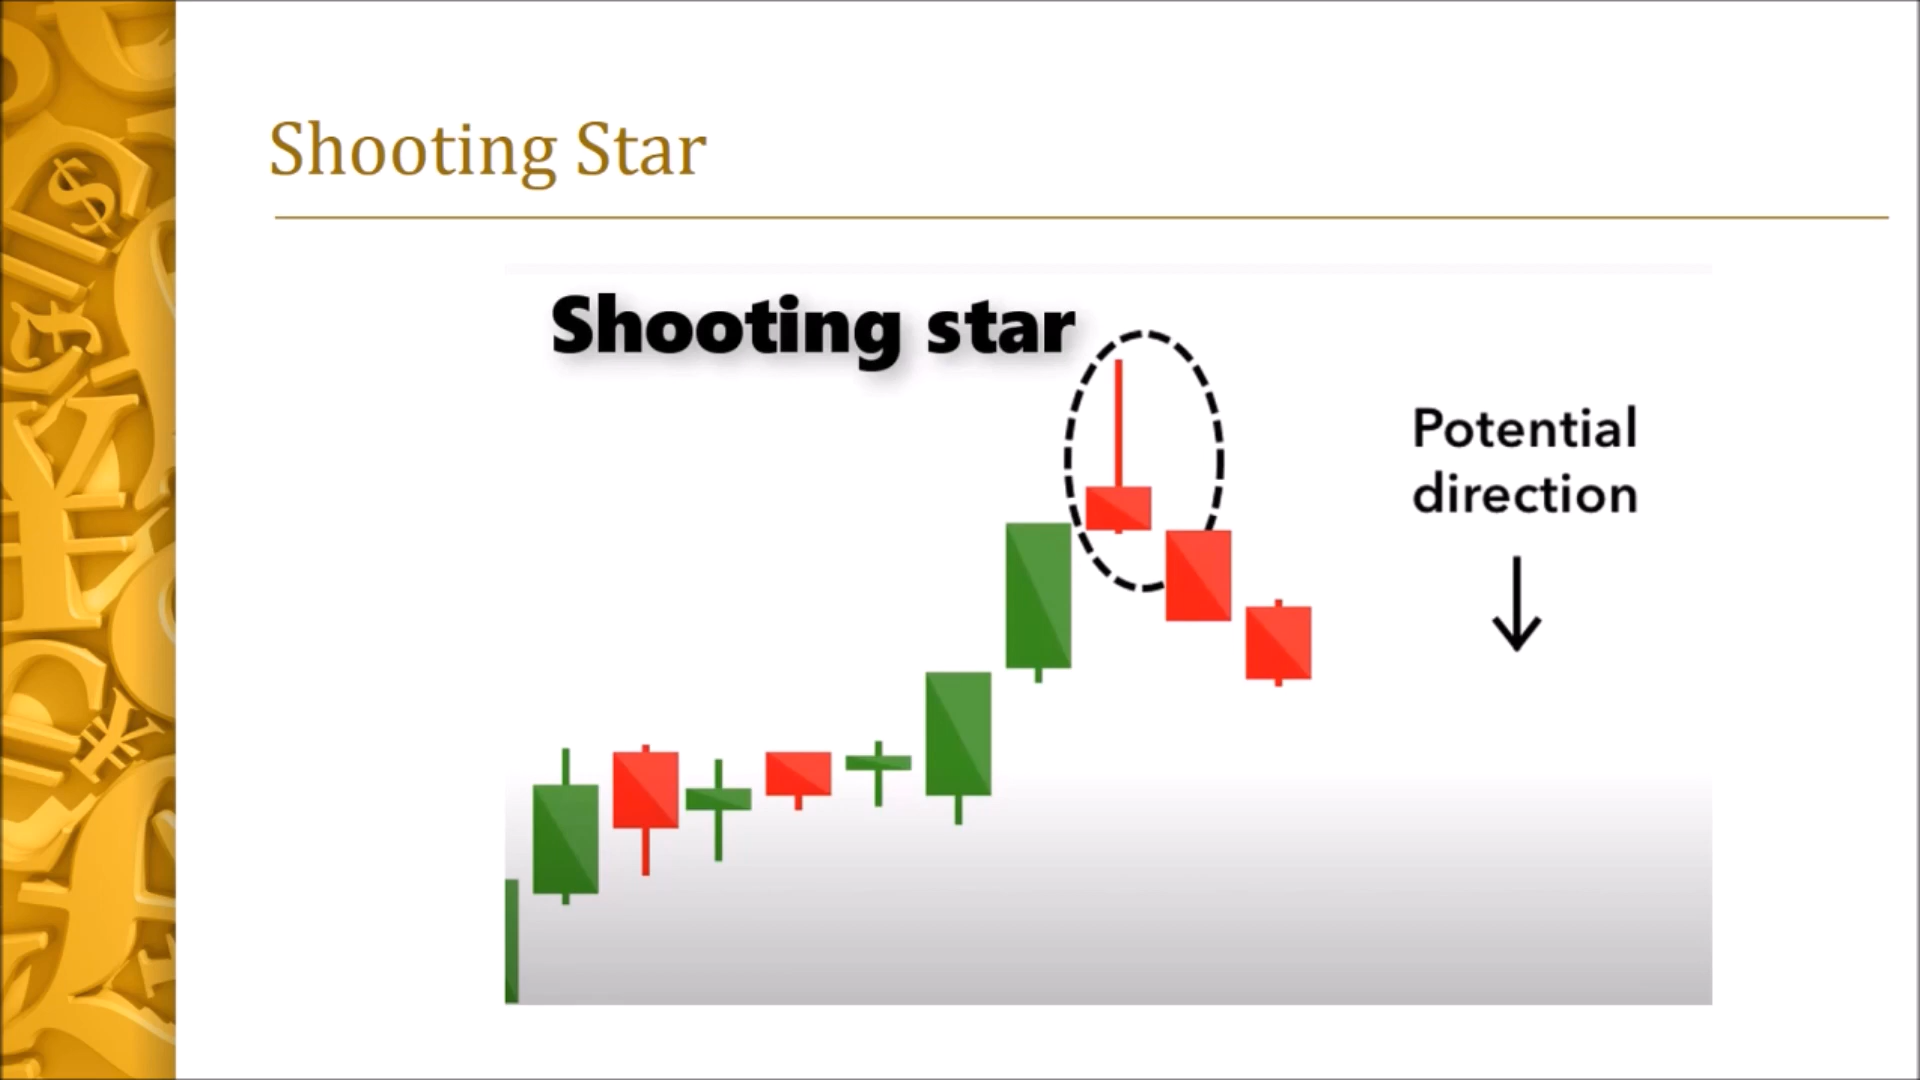 Shooting Star
Shooting star
Potential
direction